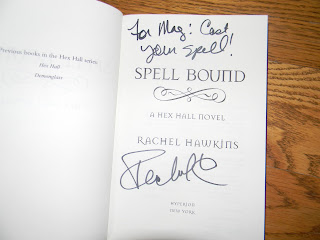 Previous books in the Hex Hall series
Hex Hall
Demonglass
For Mag: Cast
your spell!
SPELL BOUND
A HEX HALL NOVEL
RACHEL HAWKINS
HYPERION
NEW YORK